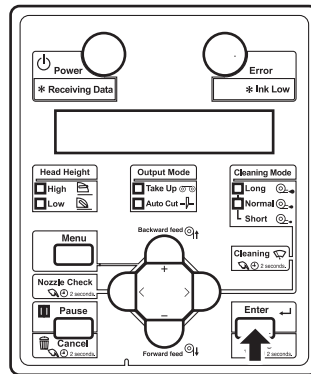 Power
Error
* Receiving Data
* Ink Low
Head Height
High
Low
Output Mode
Take Up
Auto Cut
Cleaning Mode
Long
Normal
Short
Menu
Backward feed
Cleaning
2 seconds.
Nozzle Check
2 seconds.
+
< >
−
Pause
Enter
Cancel
2 seconds.
Forward feed
2 seconds.